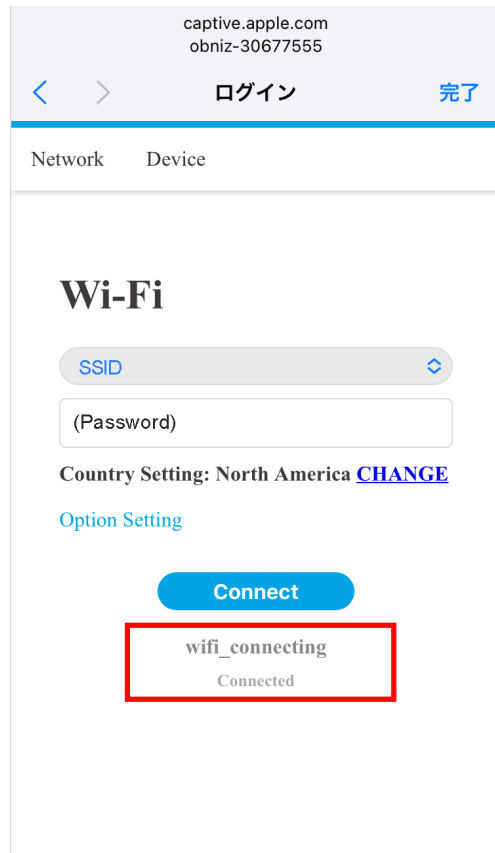 captive.apple.com
obniz-30677555
ログイン 完了
Network Device
Wi-Fi
SSID
(Password)
Country Setting: North America CHANGE
Option Setting
Connect
wifi_connecting
Connected